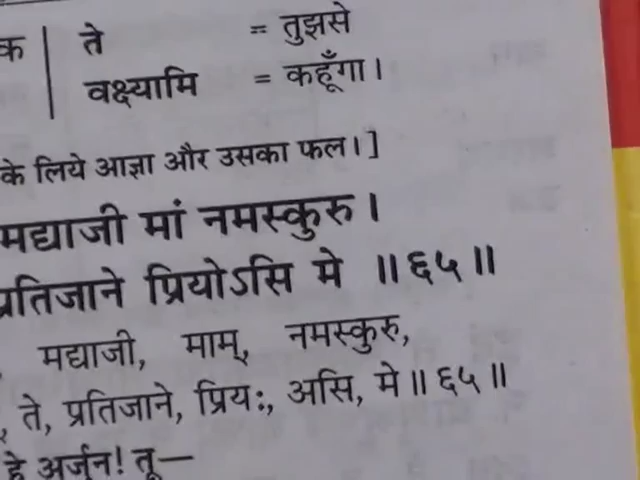 क | ते = तुझसे
वक्ष्यामि = कहूँगा।
के लिये आज्ञा और उसका फल।]
मद्याजी मां नमस्कुरु।
प्रतिजाने प्रियोऽसि मे ॥६५॥
मद्याजी, माम्, नमस्कुरु,
ते, प्रतिजाने, प्रियः, असि, मे॥६५॥
हे अर्जुन! तू—